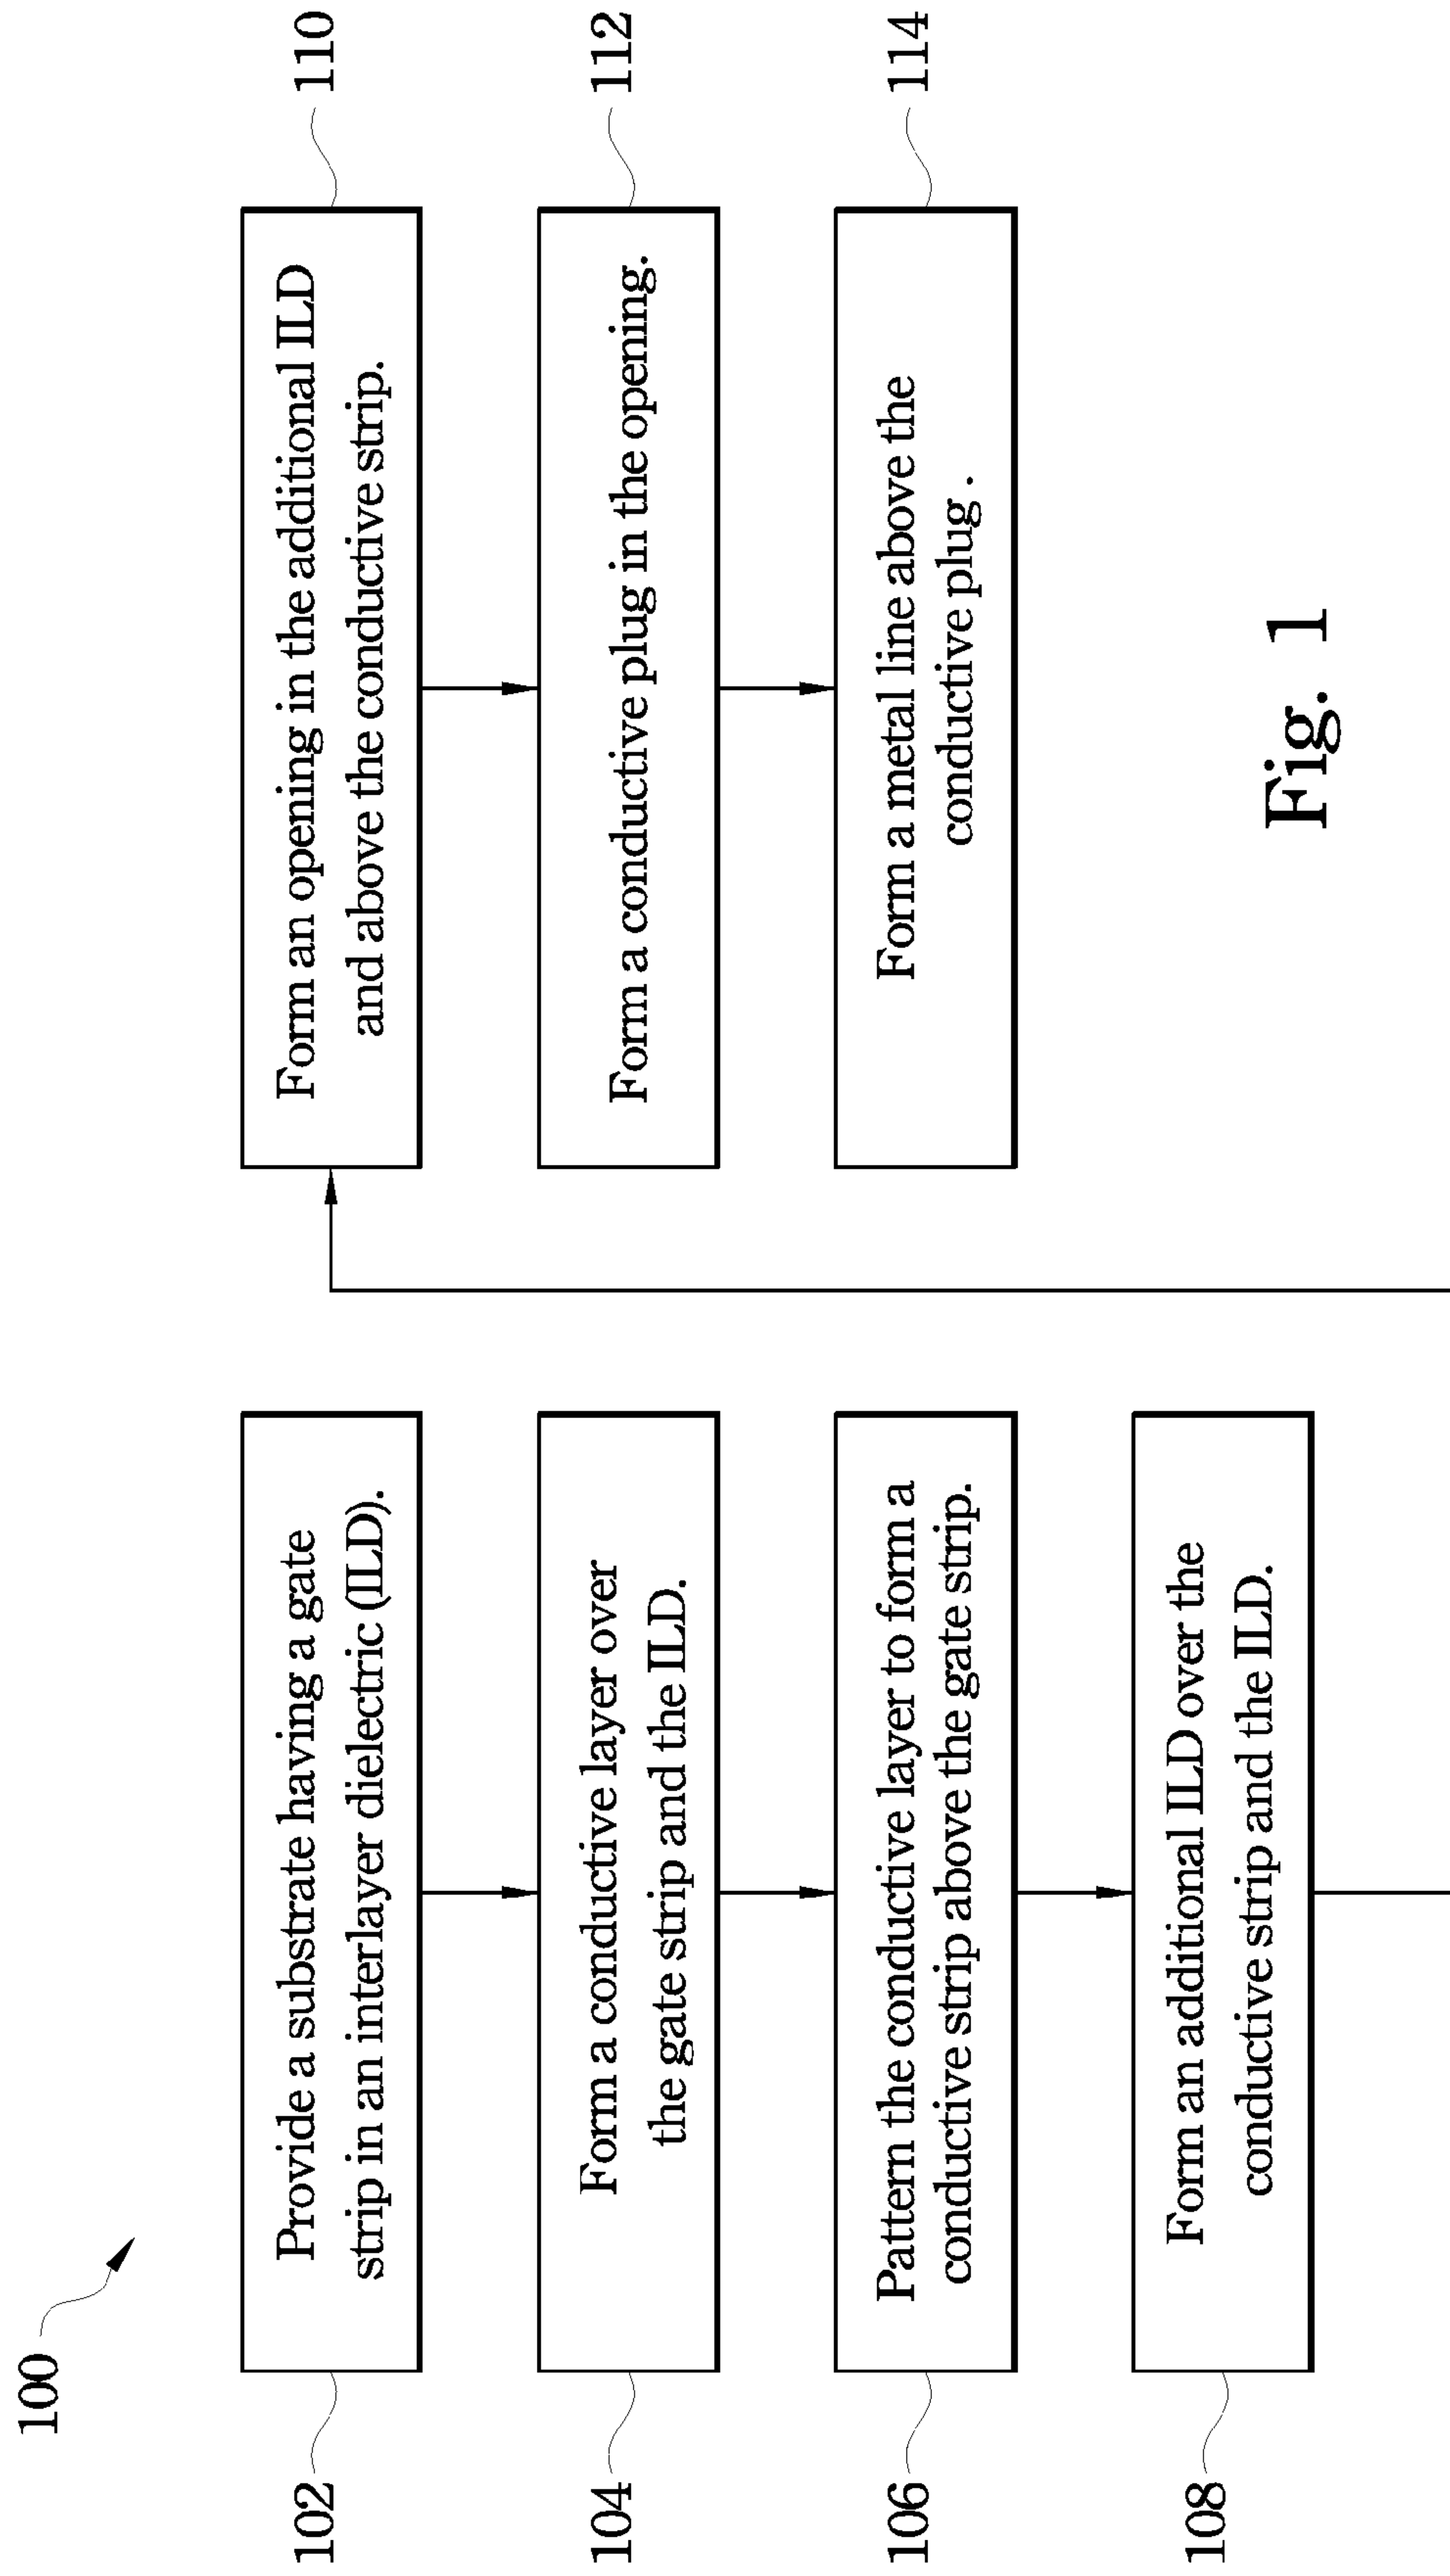 100
102
Provide a substrate having a gate
strip in an interlayer dielectric (ILD).
104
Form a conductive layer over
the gate strip and the ILD.
106
Pattern the conductive layer to form a
conductive strip above the gate strip.
108
Form an additional ILD over the
conductive strip and the ILD.
Form an opening in the additional ILD
and above the conductive strip.
110
Form a conductive plug in the opening.
112
Form a metal line above the
conductive plug .
114
Fig. 1